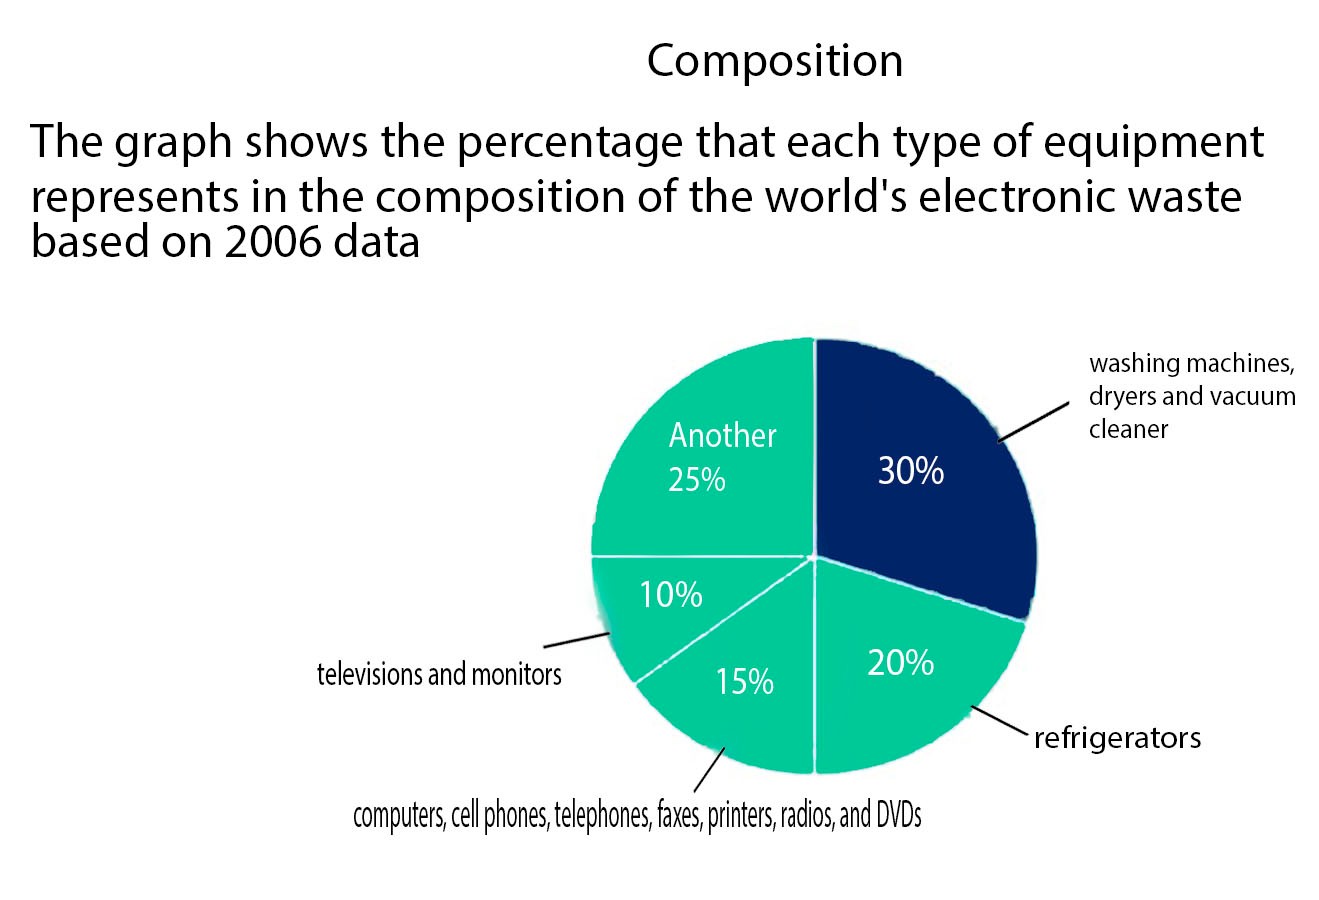 Composition
The graph shows the percentage that each type of equipment
represents in the composition of the world's electronic waste
based on 2006 data
washing machines,
dryers and vacuum
cleaner
Another
25%
30%
10%
15%
20%
televisions and monitors
refrigerators
computers, cell phones, telephones, faxes, printers, radios, and DVDs